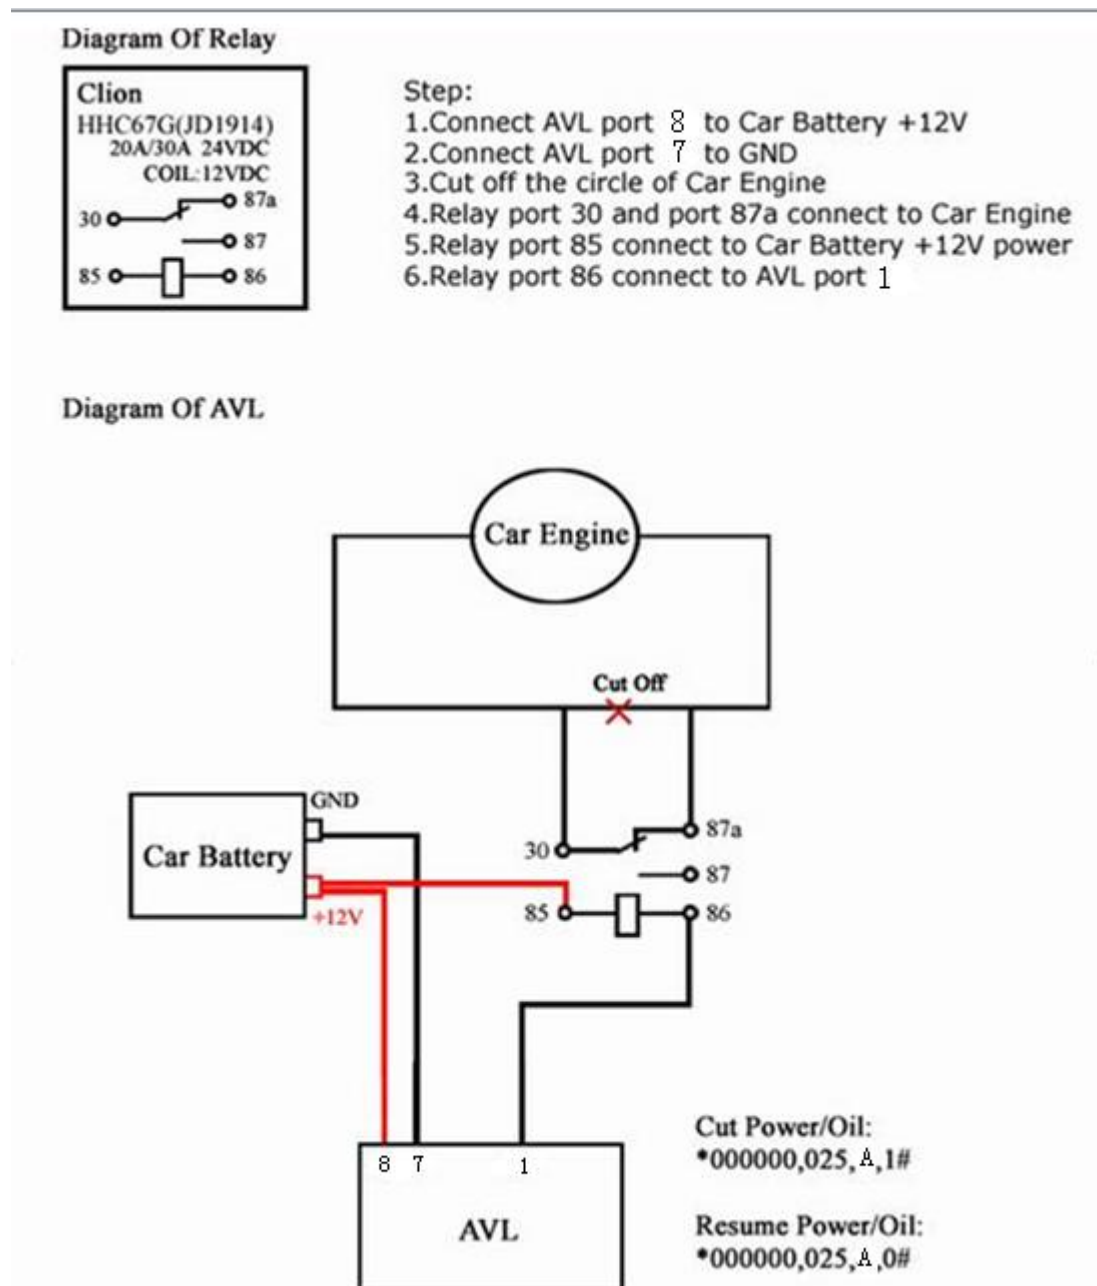 Diagram Of Relay
Clion
HHC67G(JD1914)
20A/30A 24VDC
COIL:12VDC
30
87a
87
85
86
Step:
1.Connect AVL port 8 to Car Battery +12V
2.Connect AVL port 7 to GND
3.Cut off the circle of Car Engine
4.Relay port 30 and port 87a connect to Car Engine
5.Relay port 85 connect to Car Battery +12V power
6.Relay port 86 connect to AVL port 1
Diagram Of AVL
Car Engine
Cut Off
GND
Car Battery
+12V
87a
30
87
85
86
8 7 1
AVL
Cut Power/Oil:
*000000,025,A,1#
Resume Power/Oil:
*000000,025,A,0#